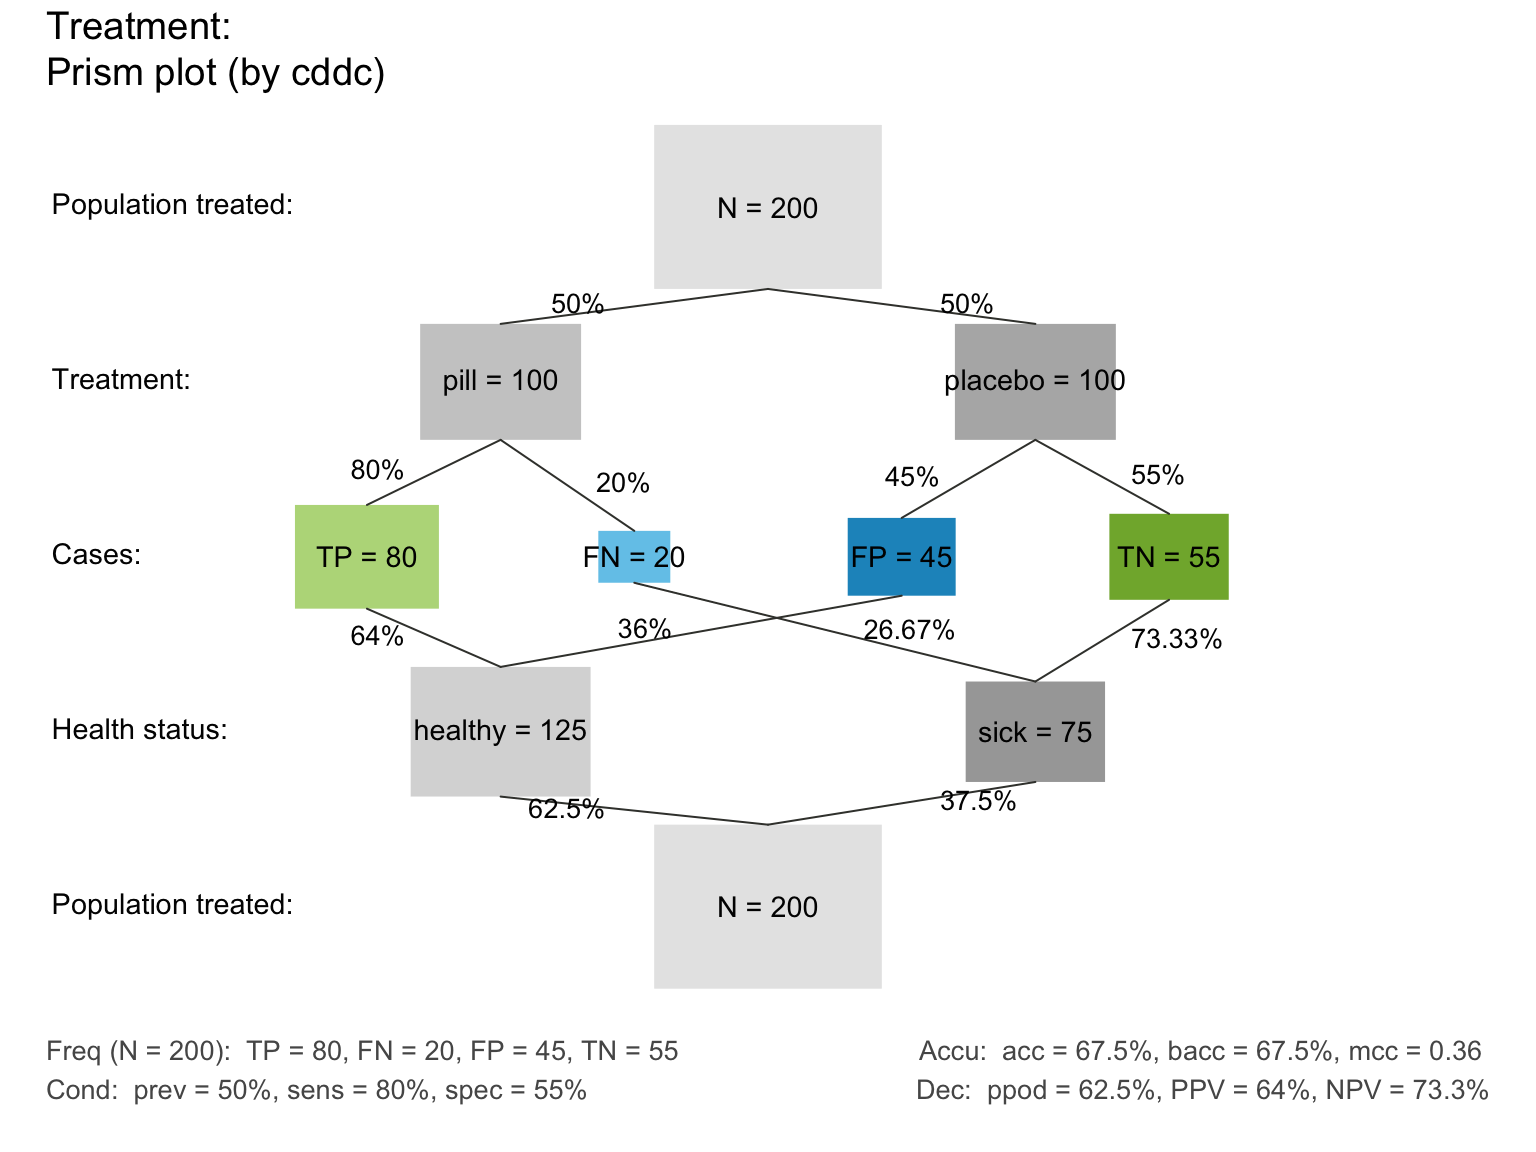 Treatment:
Prism plot (by cddc)
Population treated:
N = 200
50%
50%
Treatment:
pill = 100
placebo = 100
80%
20%
45%
55%
Cases:
TP = 80
FN = 20
FP = 45
TN = 55
64%
36%
26.67%
73.33%
Health status:
healthy = 125
sick = 75
62.5%
37.5%
Population treated:
N = 200
Freq (N = 200):  TP = 80, FN = 20, FP = 45, TN = 55
Accu:  acc = 67.5%, bacc = 67.5%, mcc = 0.36
Cond:  prev = 50%, sens = 80%, spec = 55%
Dec:  ppod = 62.5%, PPV = 64%, NPV = 73.3%